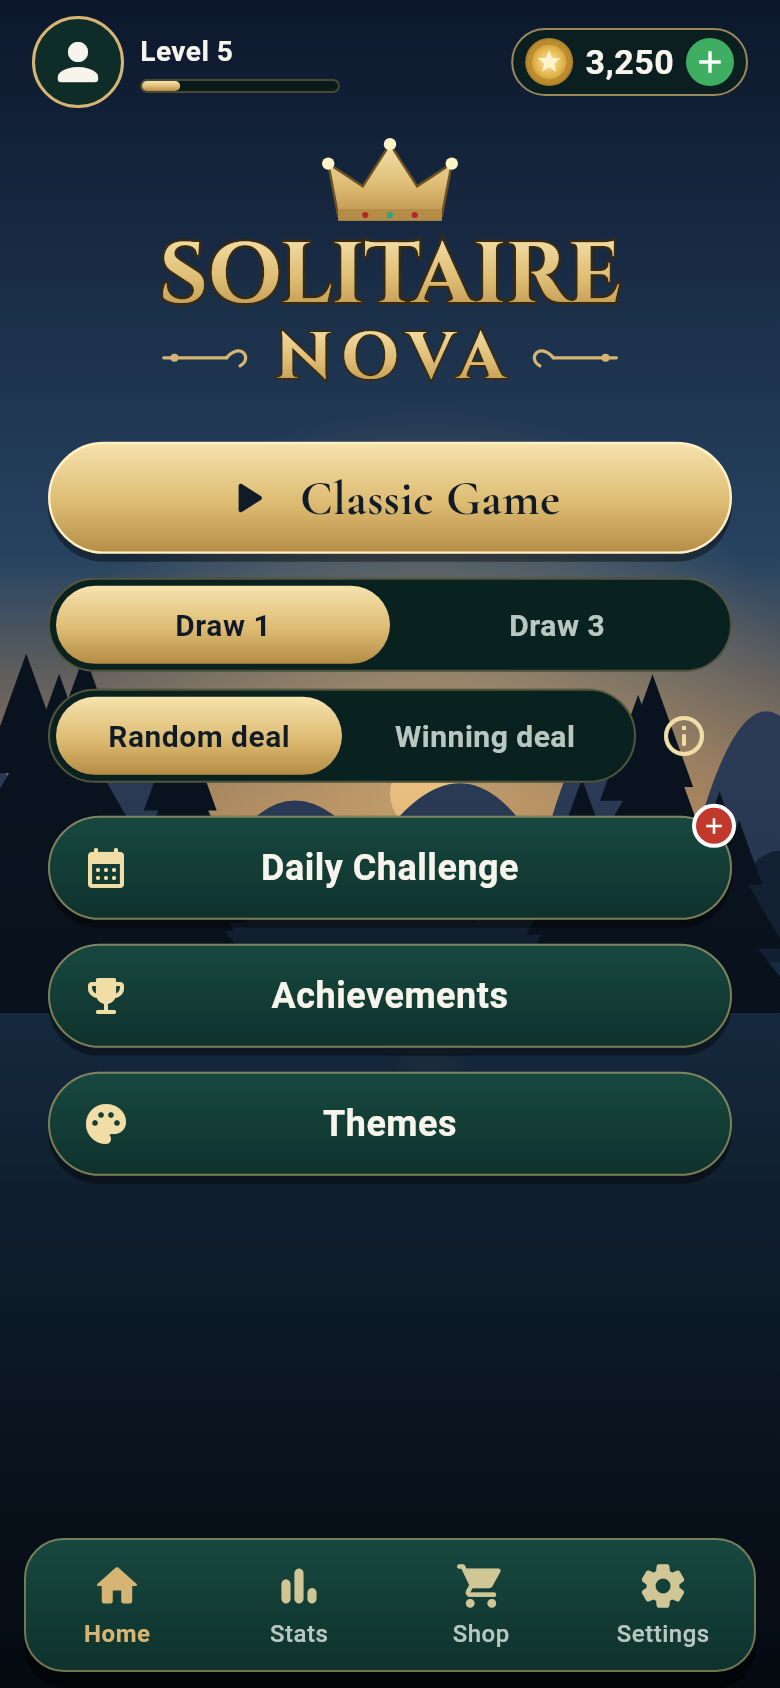 Level 5
3,250
SOLITAIRE
NOVA
Classic Game
Draw 1
Draw 3
Random deal
Winning deal
Daily Challenge
Achievements
Themes
Home
Stats
Shop
Settings